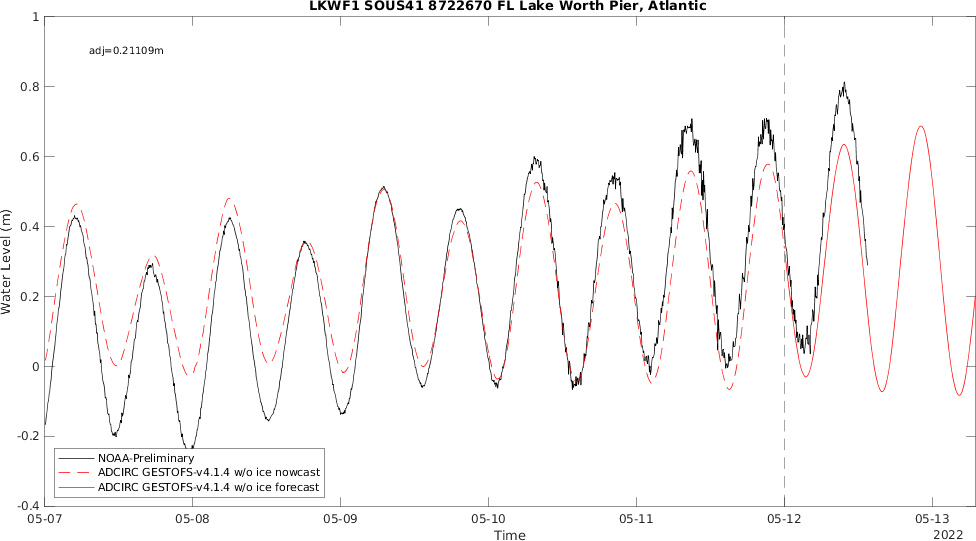 LKWF1 SOUS41 8722670 FL Lake Worth Pier, Atlantic
1
adj=0.21109m
0.8
0.6
0.4
Water Level (m)
0.2
0
-0.2
NOAA-Preliminary
ADCIRC GESTOFS-v4.1.4 w/o ice nowcast
ADCIRC GESTOFS-v4.1.4 w/o ice forecast
-0.4
05-07 05-08 05-09 05-10 05-11 05-12 05-13
Time 2022